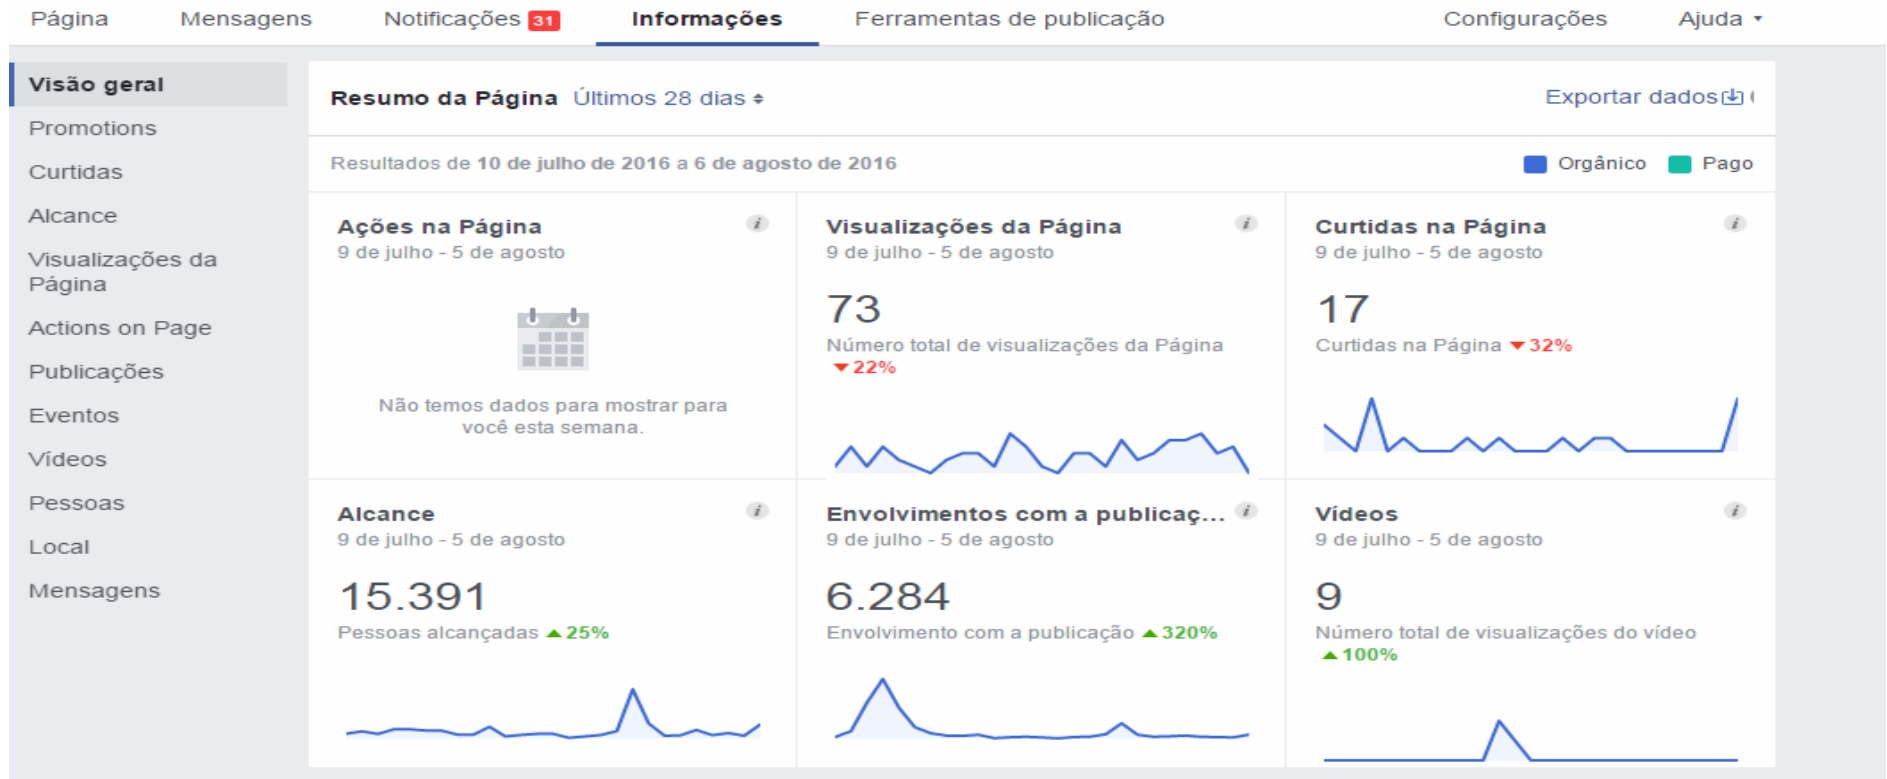 Página Mensagens Notificações 31 Informações Ferramentas de publicação Configurações Ajuda
Visão geral
Promotions
Curtidas
Alcance
Visualizações da
Página
Actions on Page
Publicações
Eventos
Vídeos
Pessoas
Local
Mensagens
Resumo da Página Últimos 28 dias
Exportar dados
Resultados de 10 de julho de 2016 a 6 de agosto de 2016
Orgânico Pago
Ações na Página
9 de julho - 5 de agosto
Não temos dados para mostrar para
você esta semana.
Visualizações da Página
9 de julho - 5 de agosto
73
Número total de visualizações da Página
▼22%
Curtidas na Página
9 de julho - 5 de agosto
17
Curtidas na Página ▼32%
Alcance
9 de julho - 5 de agosto
15.391
Pessoas alcançadas ▲25%
Envolvimentos com a publicaç...
9 de julho - 5 de agosto
6.284
Envolvimento com a publicação ▲320%
Vídeos
9 de julho - 5 de agosto
9
Número total de visualizações do vídeo
▲100%